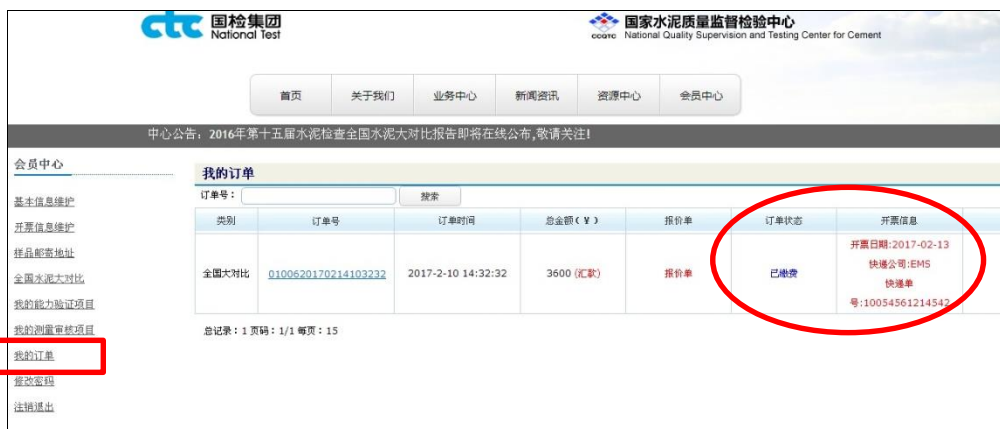 ctc 国检集团
National Test
国家水泥质量监督检验中心
CCQTC National Quality Supervision and Testing Center for Cement
首页 关于我们 业务中心 新闻资讯 资源中心 会员中心
中心公告：2016年第十五届水泥检查全国水泥大对比报告即将在线公布,敬请关注!
会员中心
基本信息维护
开票信息维护
样品邮寄地址
全国水泥大对比
我的能力验证项目
我的测量审核项目
我的订单
修改密码
注销退出
我的订单
订单号： 搜索
类别 订单号 订单时间 总金额(￥) 报价单 订单状态 开票信息
全国大对比 0100620170214103232 2017-2-10 14:32:32 3600 (汇款) 报价单 已缴费
开票日期:2017-02-13
快递公司:EMS
快递单
号:10054561214542
总记录：1 页码：1/1 每页：15